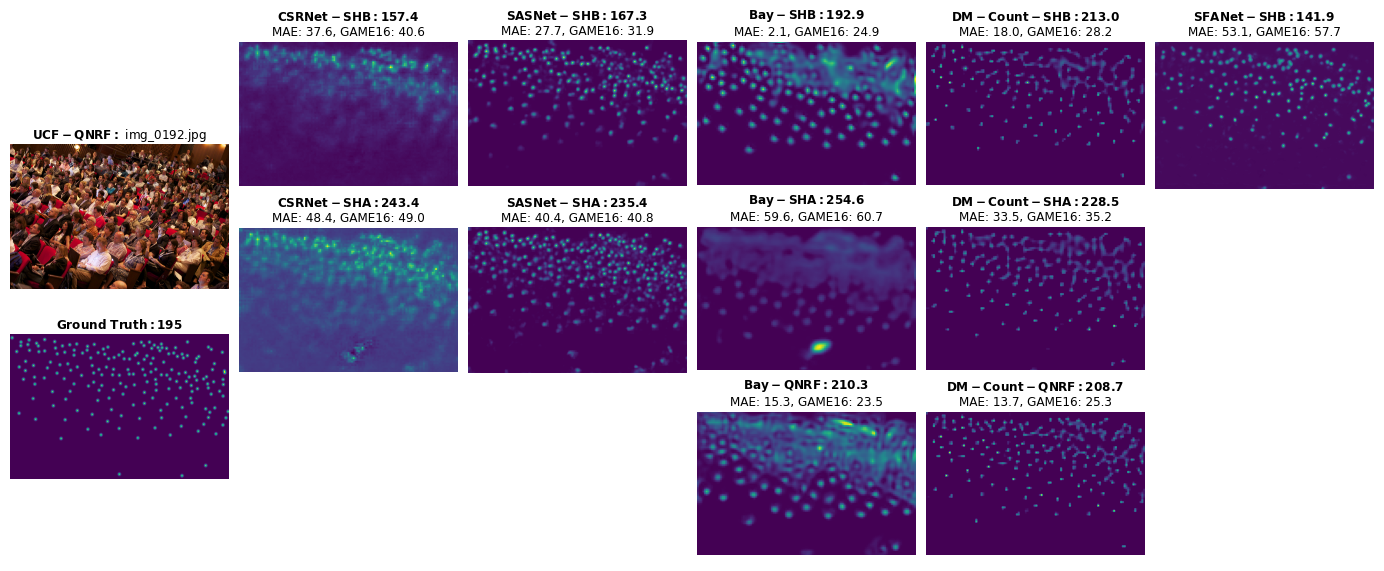 CSRNet − SHB : 157.4
MAE: 37.6, GAME16: 40.6
SASNet − SHB : 167.3
MAE: 27.7, GAME16: 31.9
Bay − SHB : 192.9
MAE: 2.1, GAME16: 24.9
DM − Count − SHB : 213.0
MAE: 18.0, GAME16: 28.2
SFANet − SHB : 141.9
MAE: 53.1, GAME16: 57.7
UCF − QNRF : img_0192.jpg
CSRNet − SHA : 243.4
MAE: 48.4, GAME16: 49.0
SASNet − SHA : 235.4
MAE: 40.4, GAME16: 40.8
Bay − SHA : 254.6
MAE: 59.6, GAME16: 60.7
DM − Count − SHA : 228.5
MAE: 33.5, GAME16: 35.2
Ground Truth : 195
Bay − QNRF : 210.3
MAE: 15.3, GAME16: 23.5
DM − Count − QNRF : 208.7
MAE: 13.7, GAME16: 25.3